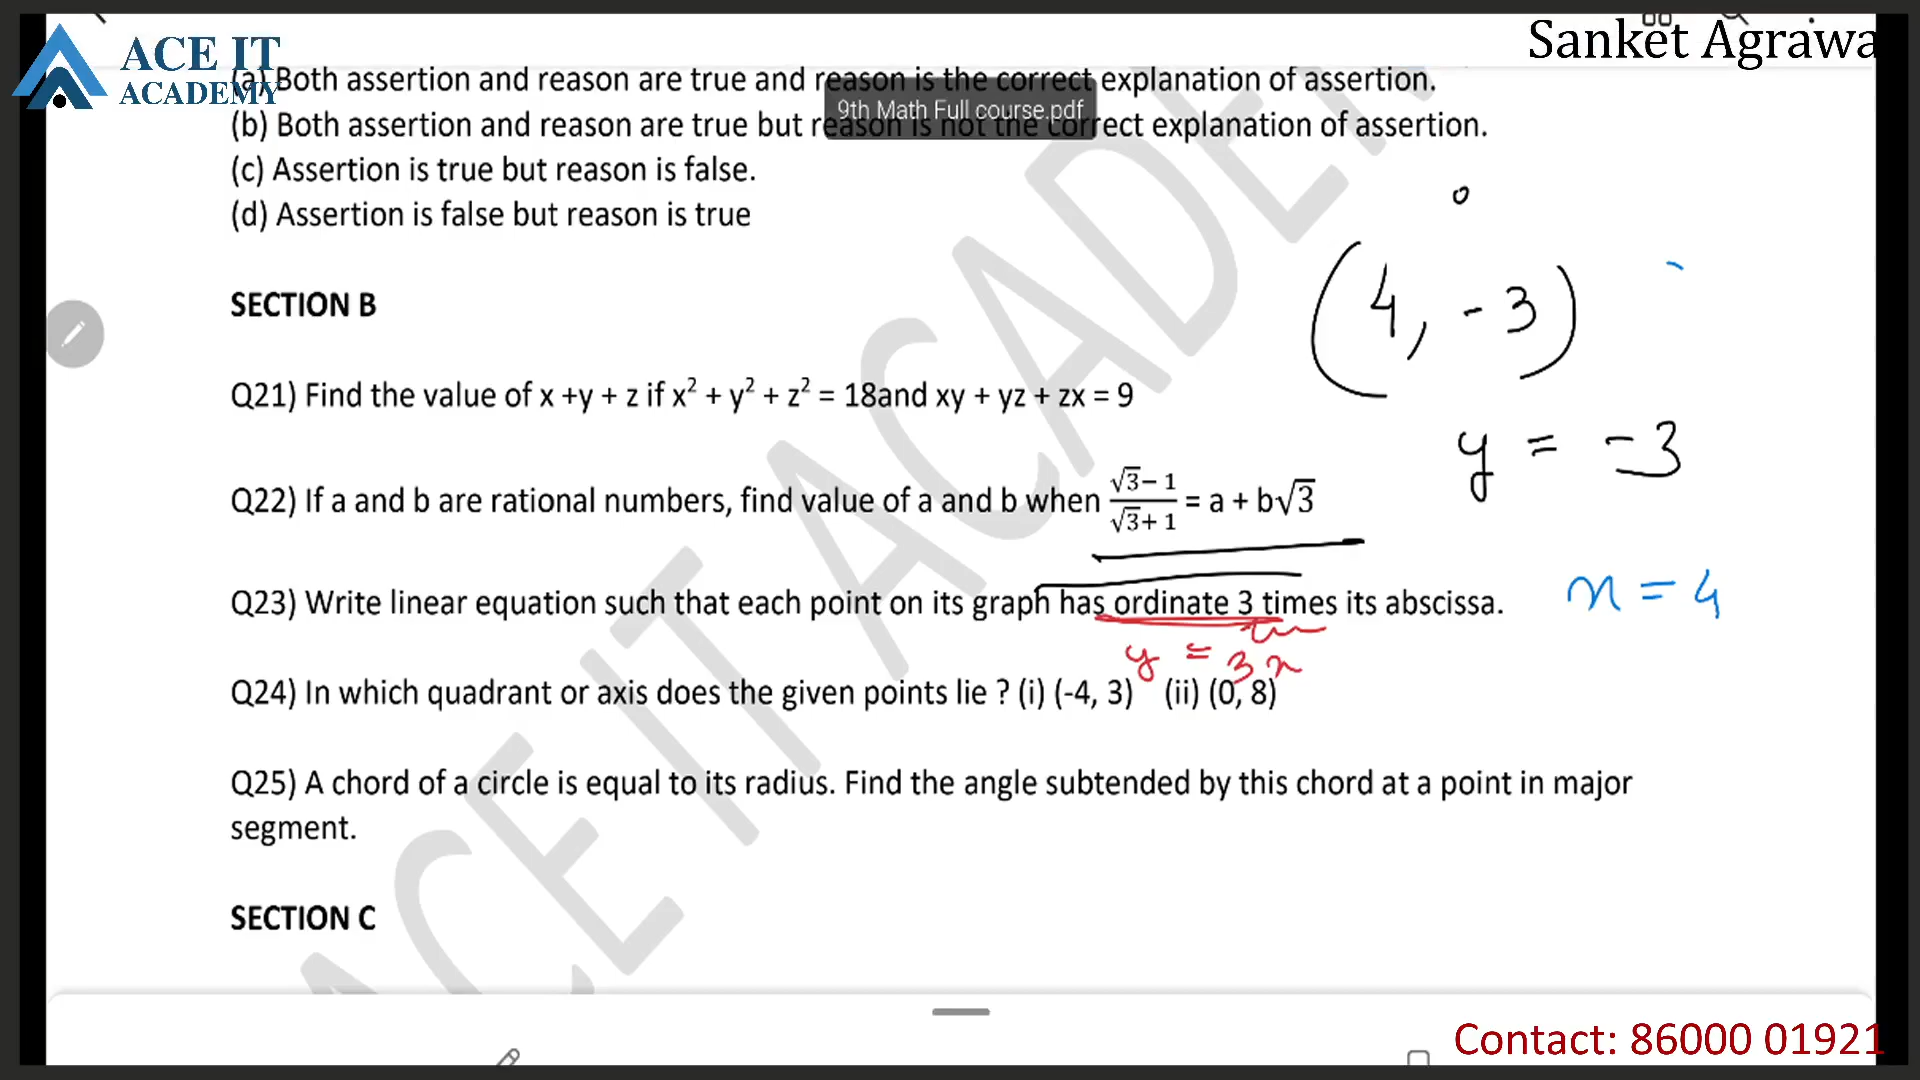 Sanket Agrawa
ACE IT
ACADEMY
(a) Both assertion and reason are true and reason is the correct explanation of assertion.
9th Math Full course.pdf
(b) Both assertion and reason are true but reason is not the correct explanation of assertion.
(c) Assertion is true but reason is false.
(d) Assertion is false but reason is true
SECTION B
(4, -3)
Q21) Find the value of x +y + z if x² + y² + z² = 18and xy + yz + zx = 9
y = -3
Q22) If a and b are rational numbers, find value of a and b when (√3– 1)/(√3+ 1) = a + b√3
Q23) Write linear equation such that each point on its graph has ordinate 3 times its abscissa.
x = 4
y = 3x
Q24) In which quadrant or axis does the given points lie ? (i) (-4, 3) (ii) (0, 8)
Q25) A chord of a circle is equal to its radius. Find the angle subtended by this chord at a point in major
segment.
SECTION C
ACE IT ACADEM
Contact: 86000 01921